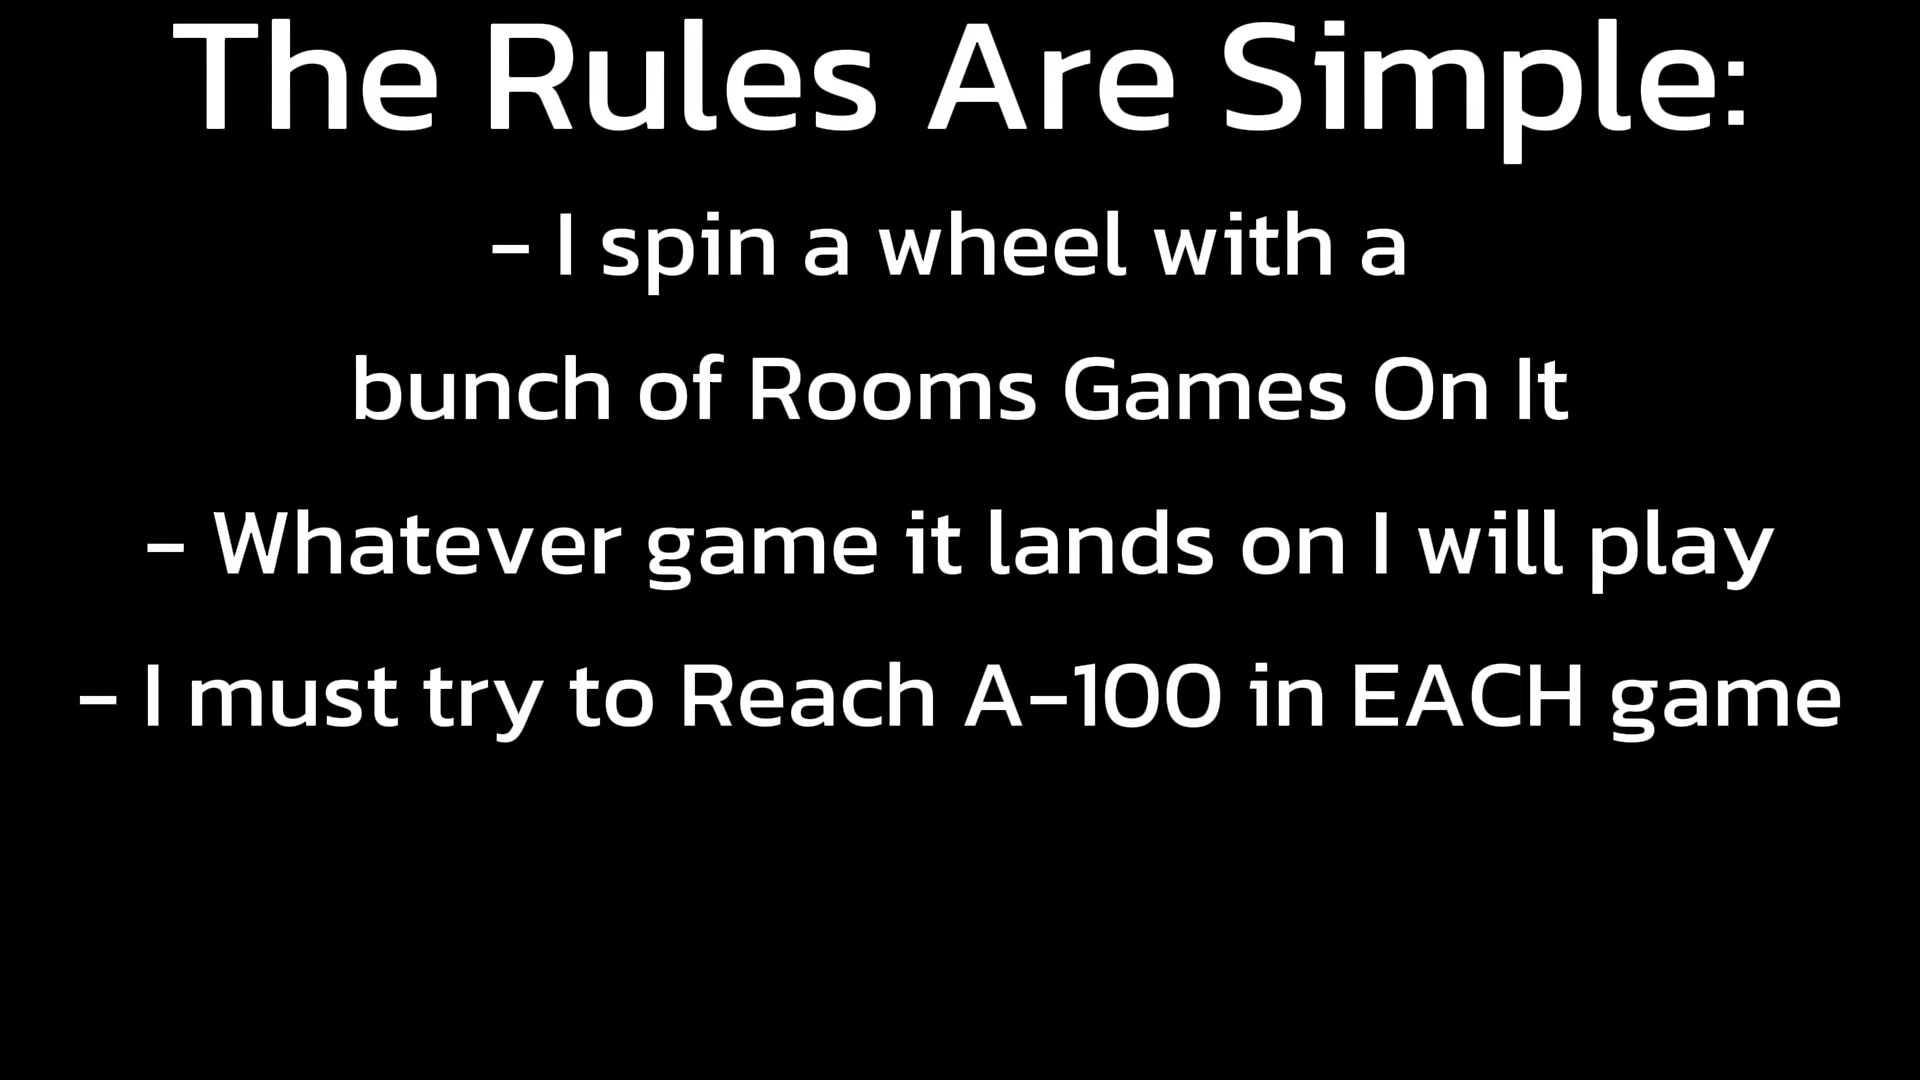 The Rules Are Simple:
- I spin a wheel with a
bunch of Rooms Games On It
- Whatever game it lands on I will play
- I must try to Reach A-100 in EACH game